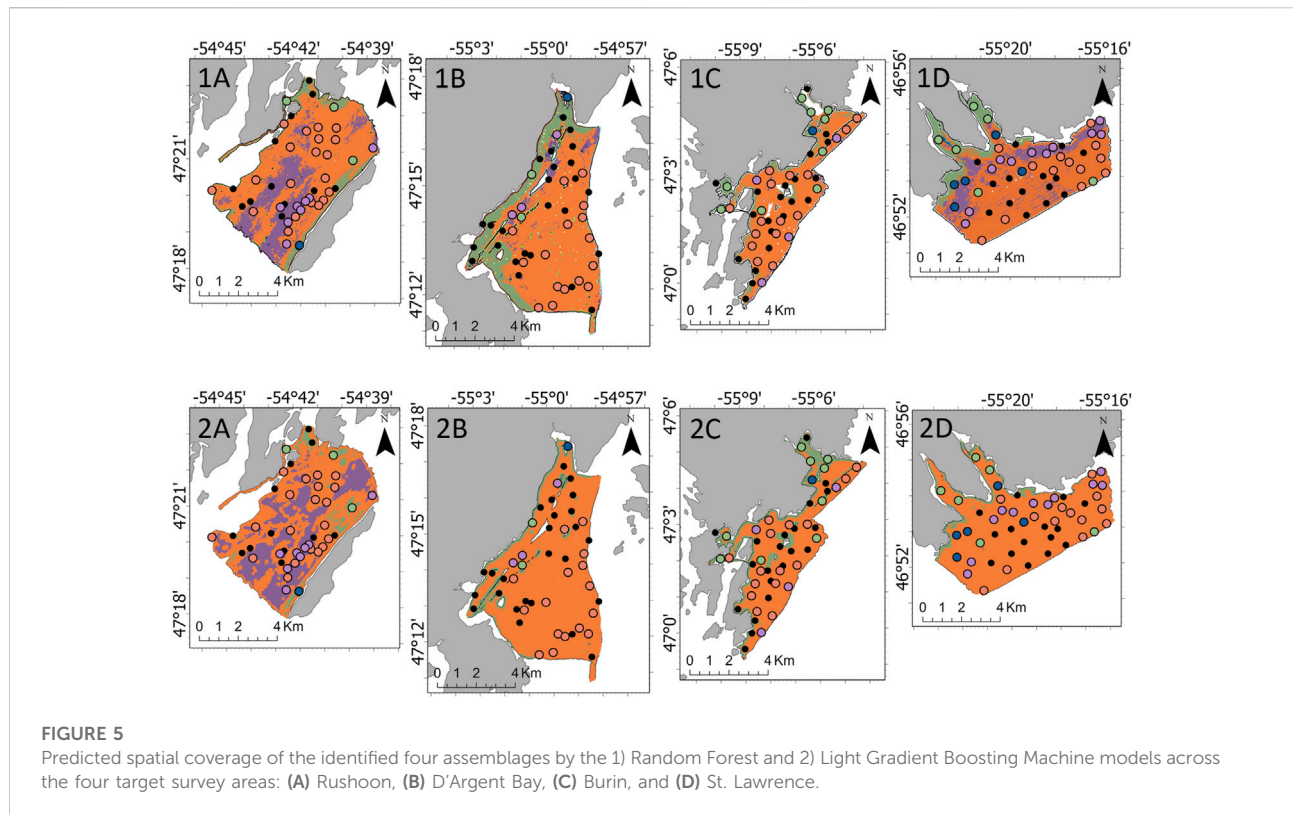 -54°45' -54°42' -54°39'
-55°3' -55°0' -54°57'
-55°9' -55°6'
-55°20' -55°16'
1A
N
47°21'
47°18'
0 1 2 4 Km
47°18'
1B
N
47°15'
47°12'
0 1 2 4 Km
47°6'
1C
N
47°3'
47°0'
0 1 2 4 Km
46°56'
1D
N
46°52'
0 1 2 4 Km
-54°45' -54°42' -54°39'
-55°3' -55°0' -54°57'
-55°9' -55°6'
-55°20' -55°16'
2A
N
47°21'
47°18'
0 1 2 4 Km
47°18'
2B
N
47°15'
47°12'
0 1 2 4 Km
47°6'
2C
N
47°3'
47°0'
0 1 2 4 Km
46°56'
2D
N
46°52'
0 1 2 4 Km
FIGURE 5
Predicted spatial coverage of the identified four assemblages by the 1) Random Forest and 2) Light Gradient Boosting Machine models across
the four target survey areas: (A) Rushoon, (B) D'Argent Bay, (C) Burin, and (D) St. Lawrence.